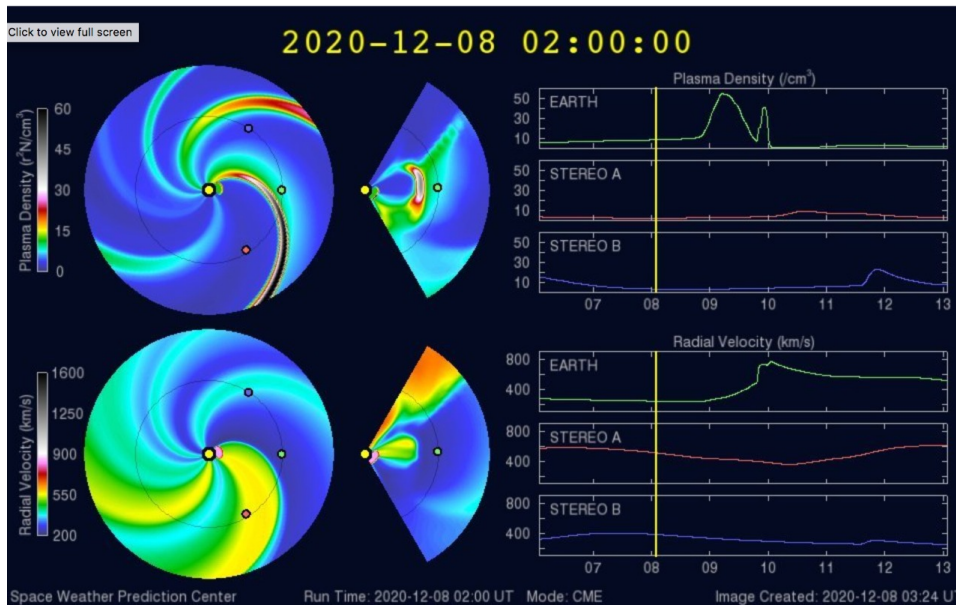 Click to view full screen
2020-12-08 02:00:00
Plasma Density (r²N/cm³)
60
45
30
15
0
Plasma Density (/cm³)
EARTH
50
30
10
STEREO A
50
30
10
STEREO B
50
30
10
07 08 09 10 11 12 13
Radial Velocity (km/s)
1600
1250
900
550
200
Radial Velocity (km/s)
EARTH
800
400
STEREO A
800
400
STEREO B
800
400
07 08 09 10 11 12 13
Space Weather Prediction Center Run Time: 2020-12-08 02:00 UT Mode: CME Image Created: 2020-12-08 03:24 U